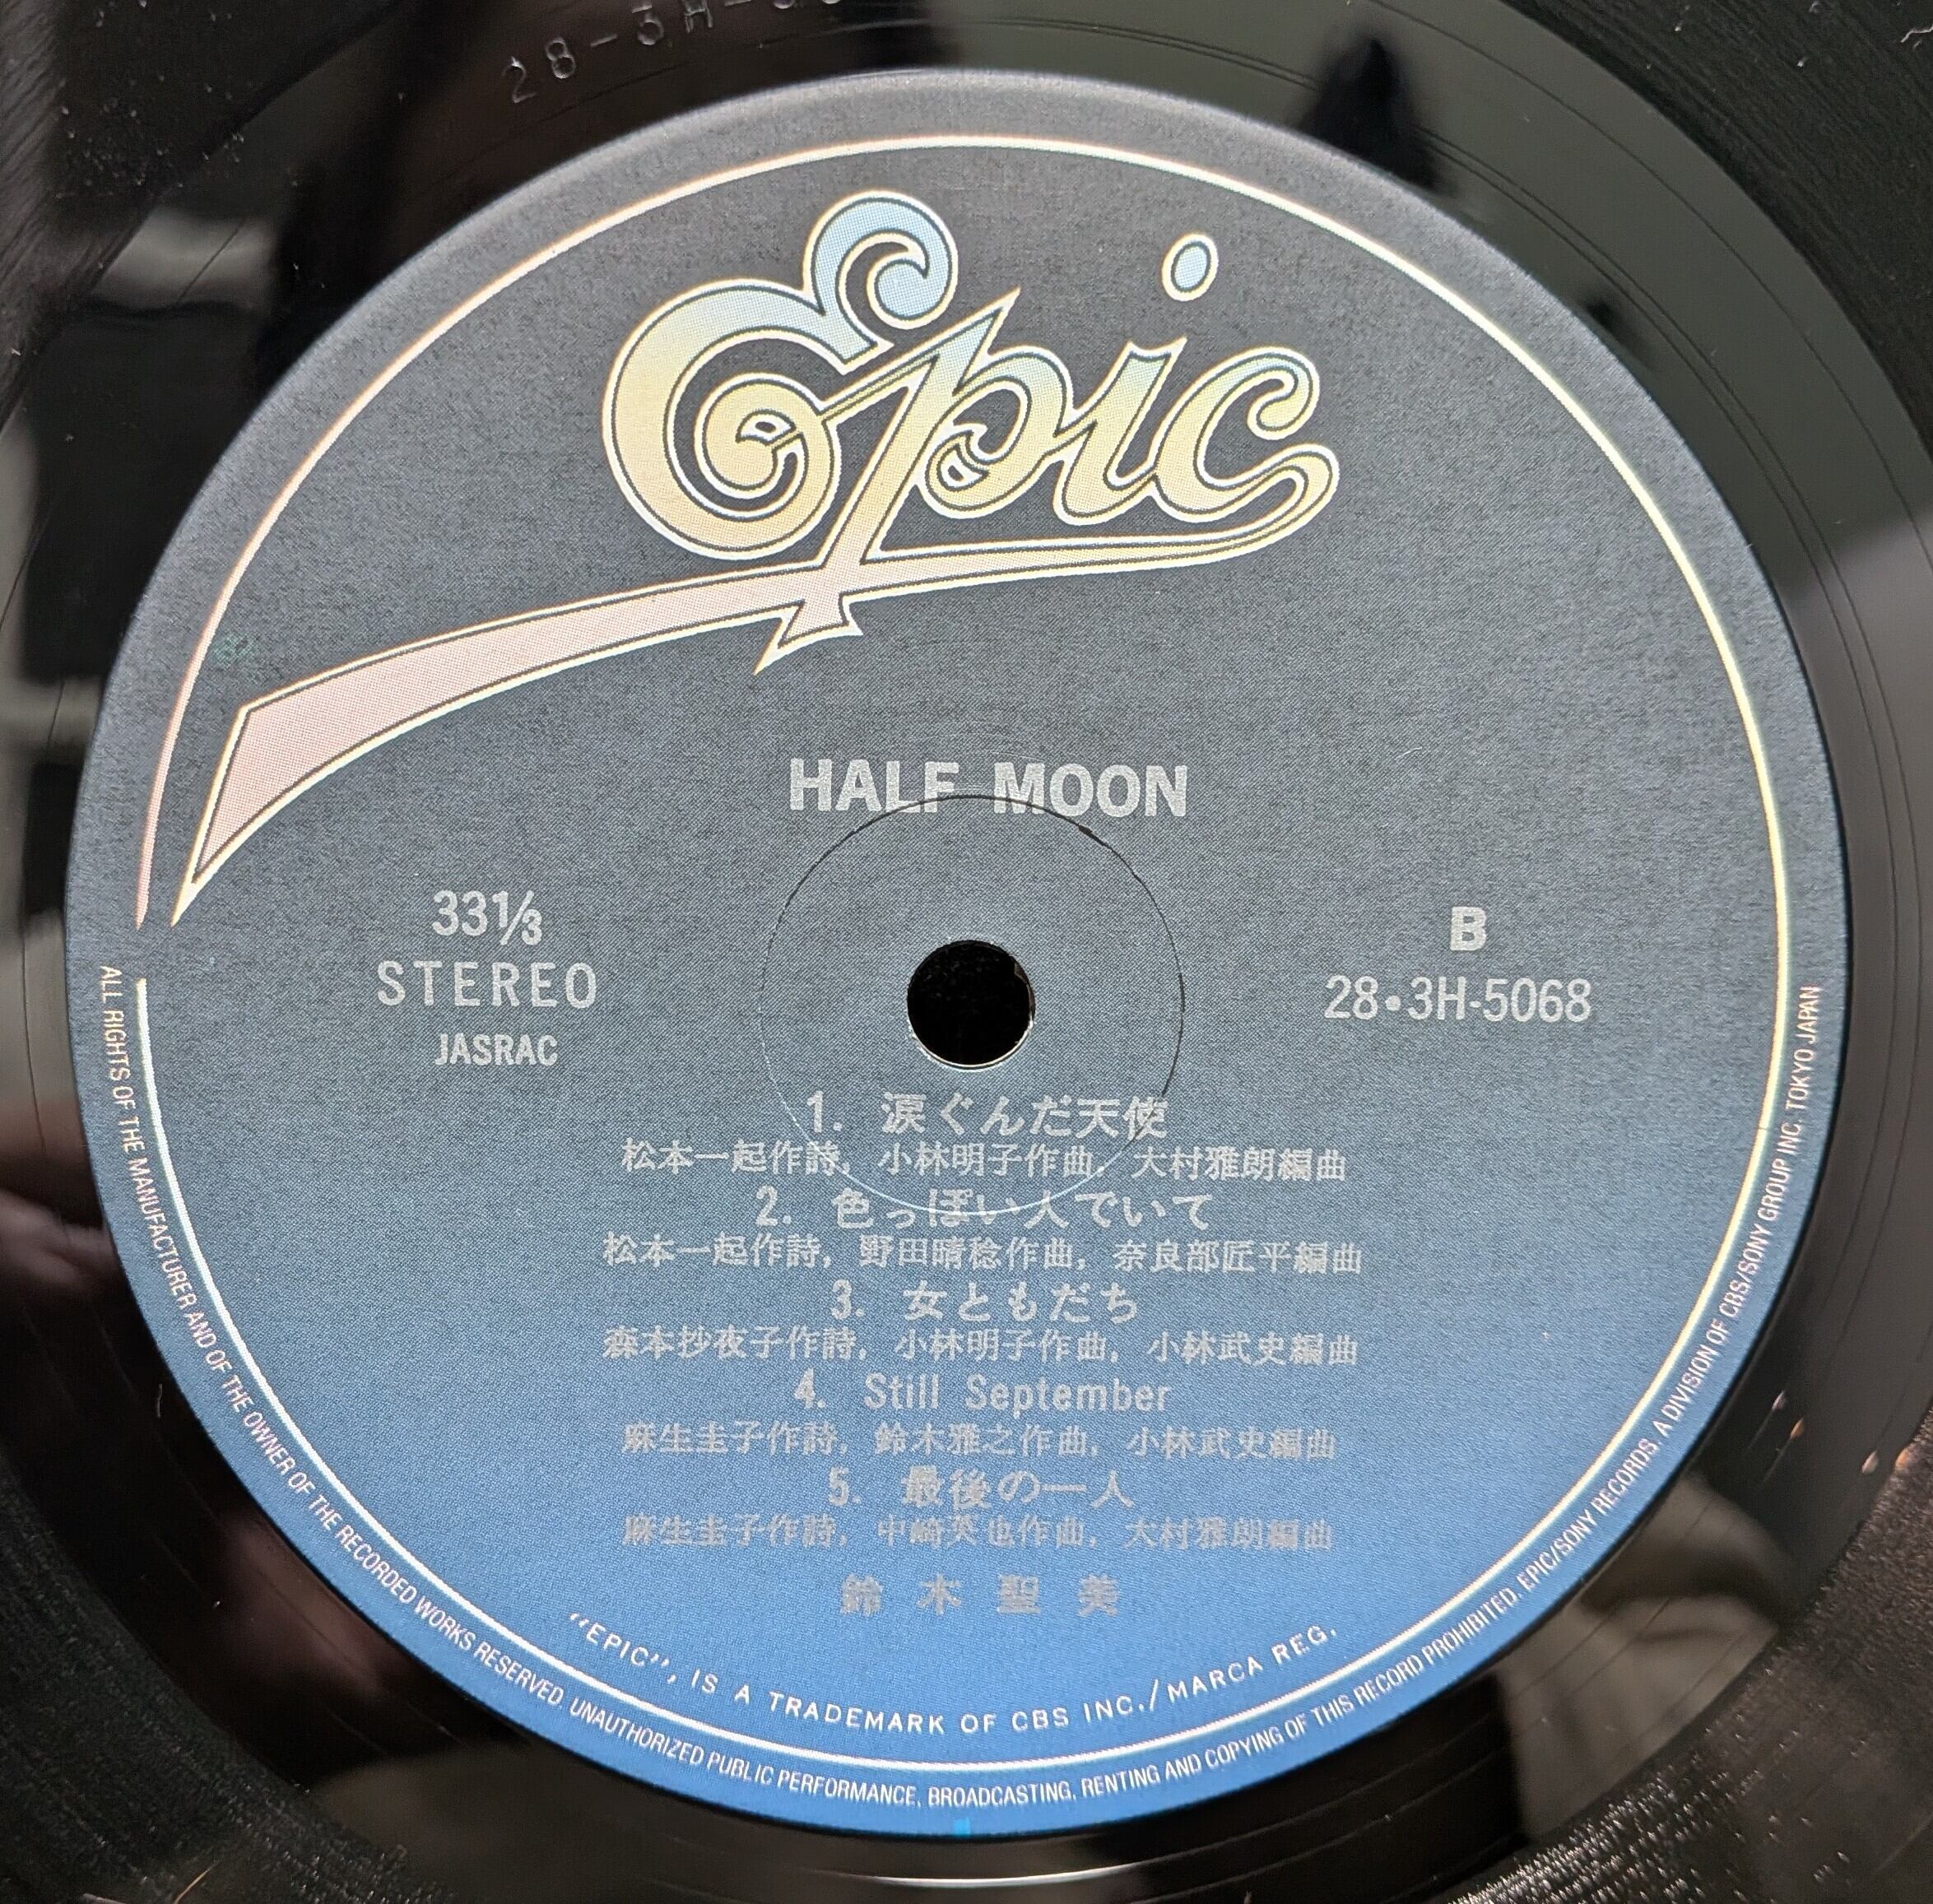 28-3H-
Epic
HALF MOON
33⅓
STEREO
JASRAC
B
28•3H-5068
1. 涙ぐんだ天使
松本一起作詩, 小林明子作曲, 大村雅朗編曲
2. 色っぽい人でいて
松本一起作詩, 野田晴稔作曲, 奈良部匠平編曲
3. 女ともだち
森本抄夜子作詩, 小林明子作曲, 小林武史編曲
4. Still September
麻生圭子作詩, 鈴木雅之作曲, 小林武史編曲
5. 最後の一人
麻生圭子作詩, 中崎英也作曲, 大村雅朗編曲
鈴木聖美
"EPIC", IS A TRADEMARK OF CBS INC./MARCA REG.
ALL RIGHTS OF THE MANUFACTURER AND OF THE OWNER OF THE RECORDED WORKS RESERVED. UNAUTHORIZED PUBLIC PERFORMANCE, BROADCASTING, RENTING AND COPYING OF THIS RECORD PROHIBITED. EPIC/SONY RECORDS. A DIVISION OF CBS/SONY GROUP INC. TOKYO JAPAN